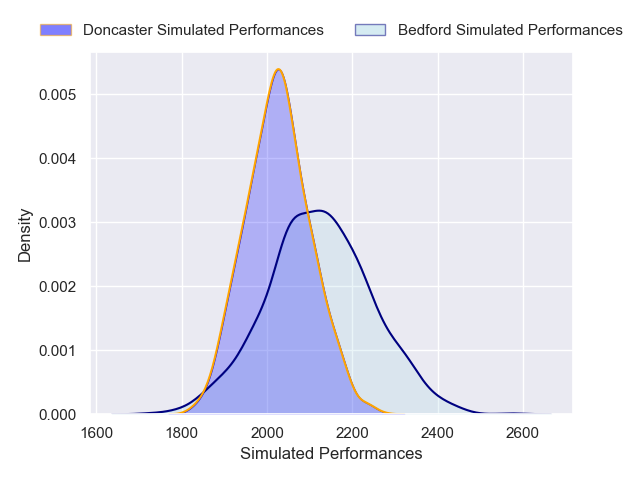 Doncaster Simulated Performances Bedford Simulated Performances
0.005
0.004
0.003
0.002
0.001
0.000
Density
1600 1800 2000 2200 2400 2600
Simulated Performances